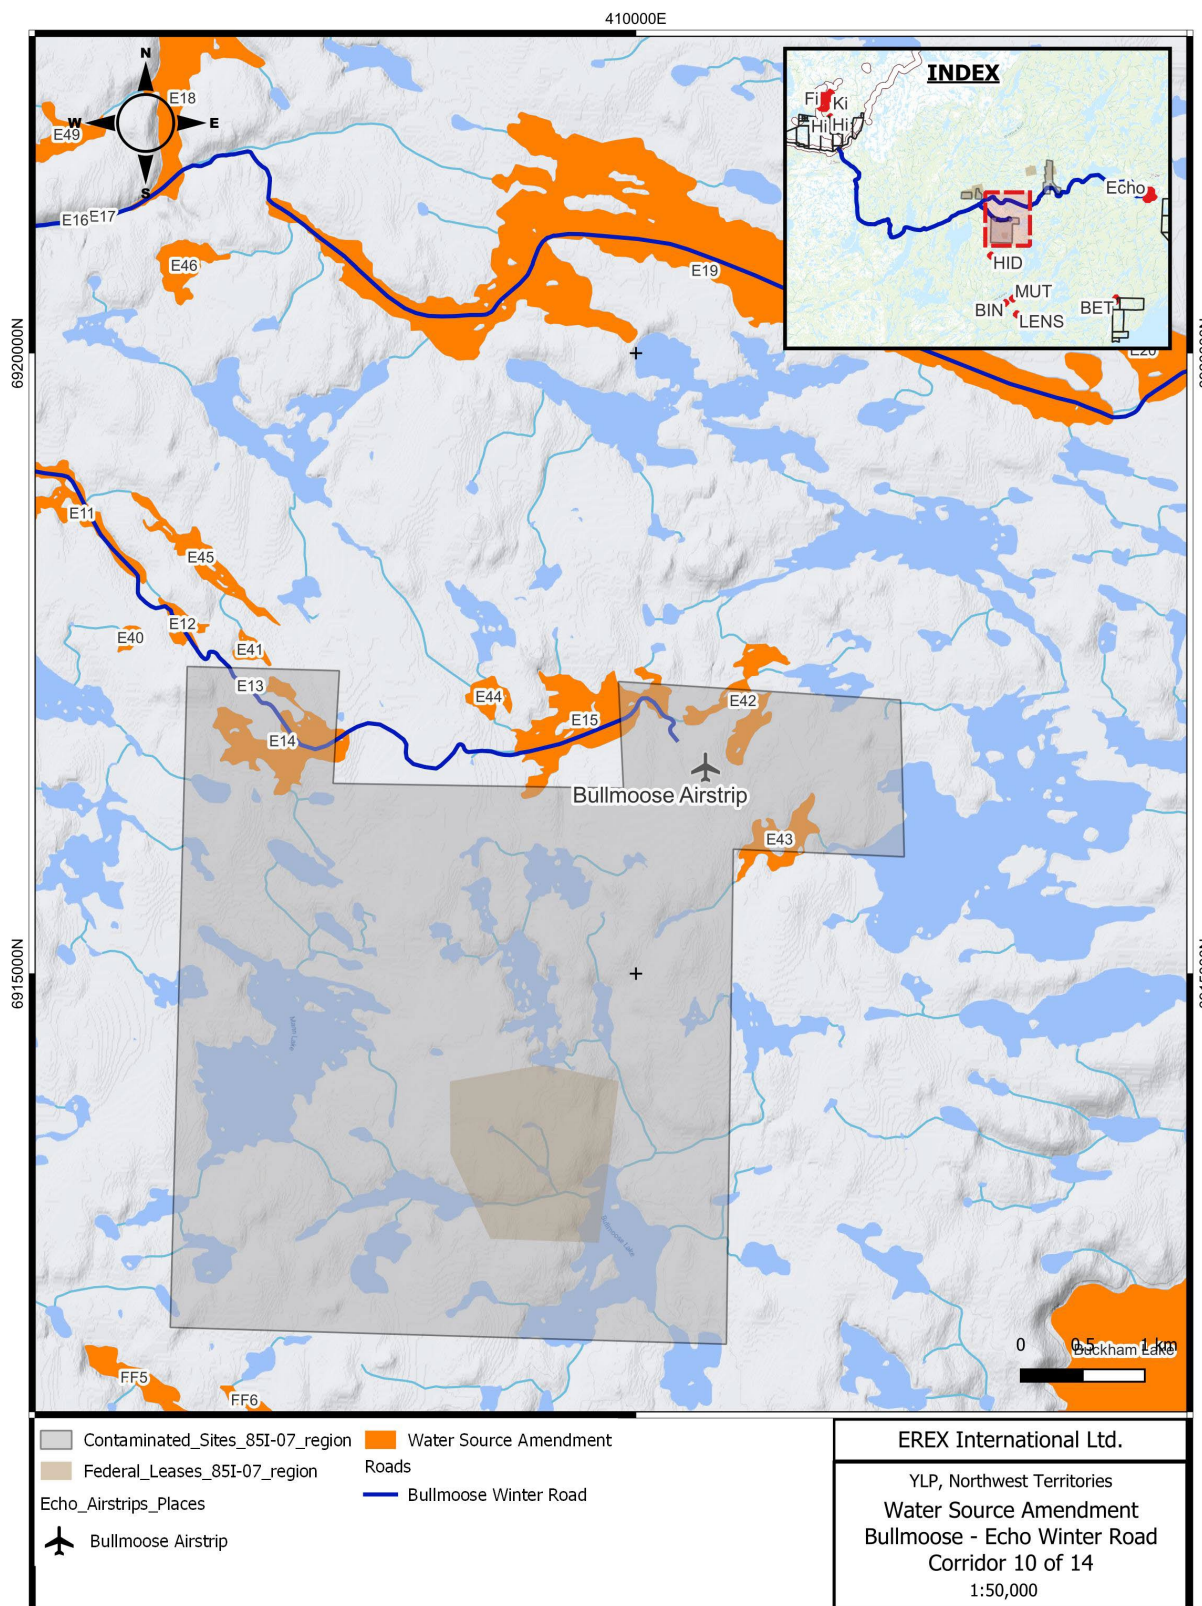 410000E
N
W
E
S
E18
E49
E16
E17
E46
E19
INDEX
Fi
Ki
Hi
Hi
Echo
HID
MUT
BIN
LENS
BET
6920000N
E20
E11
E45
E12
E40
E41
E13
E14
E44
E15
E42
Bullmoose Airstrip
E43
6915000N
Bullmoose Lake
0 0.5 1 km
Buckham Lake
FF5
FF6
Contaminated_Sites_85I-07_region
Federal_Leases_85I-07_region
Echo_Airstrips_Places
Bullmoose Airstrip
Water Source Amendment
Roads
Bullmoose Winter Road
EREX International Ltd.
YLP, Northwest Territories
Water Source Amendment
Bullmoose - Echo Winter Road
Corridor 10 of 14
1:50,000